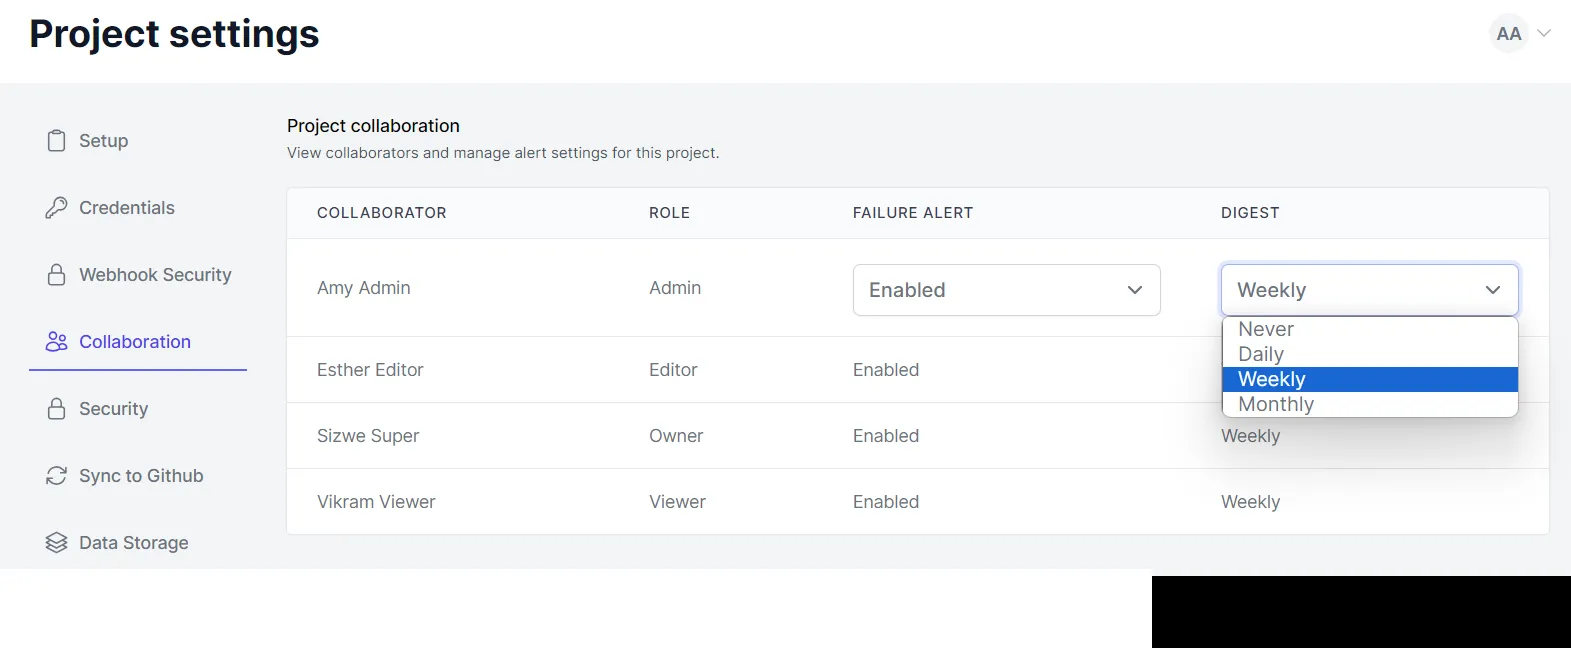 Project settings
AA
Setup
Credentials
Webhook Security
Collaboration
Security
Sync to Github
Data Storage
Project collaboration
View collaborators and manage alert settings for this project.
COLLABORATOR ROLE FAILURE ALERT DIGEST
Amy Admin Admin Enabled Weekly
Never
Daily
Weekly
Monthly
Esther Editor Editor Enabled
Sizwe Super Owner Enabled Weekly
Vikram Viewer Viewer Enabled Weekly